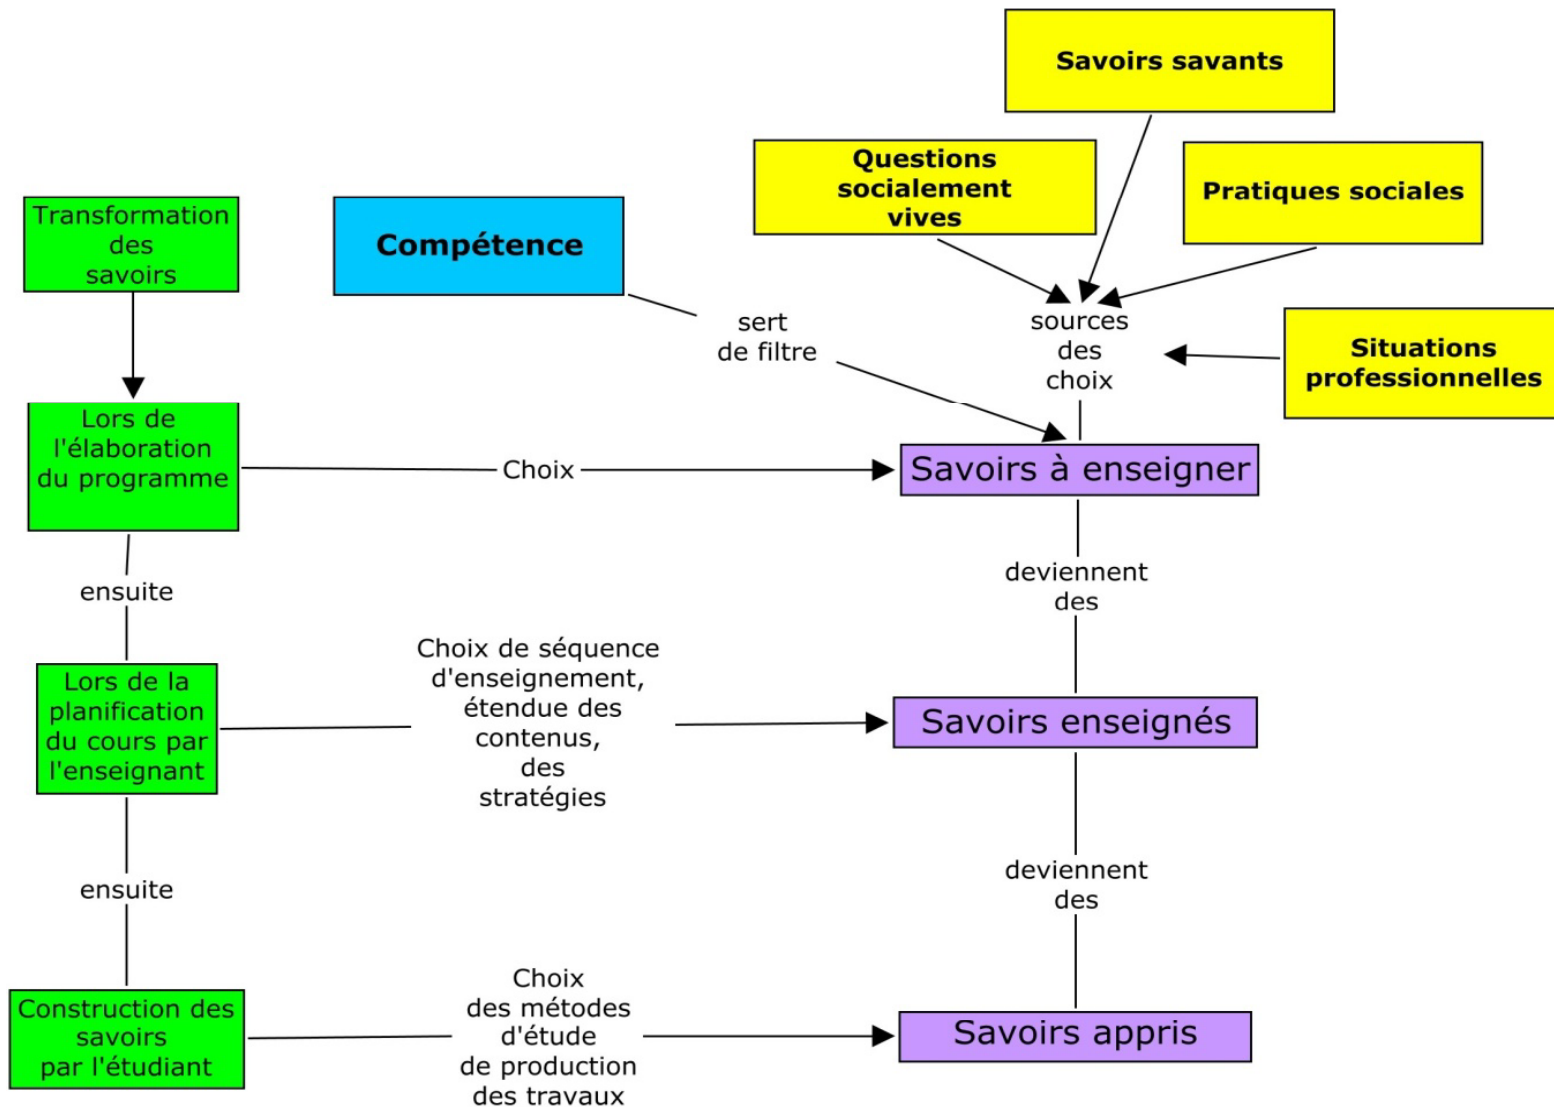 Savoirs savants
Questions
socialement
vives
Pratiques sociales
Transformation
des
savoirs
Compétence
sert
de filtre
sources
des
choix
Situations
professionnelles
Lors de
l'élaboration
du programme
Choix
Savoirs à enseigner
ensuite
deviennent
des
Lors de la
planification
du cours par
l'enseignant
Choix de séquence
d'enseignement,
étendue des
contenus,
des
stratégies
Savoirs enseignés
ensuite
deviennent
des
Construction des
savoirs
par l'étudiant
Choix
des métodes
d'étude
de production
des travaux
Savoirs appris